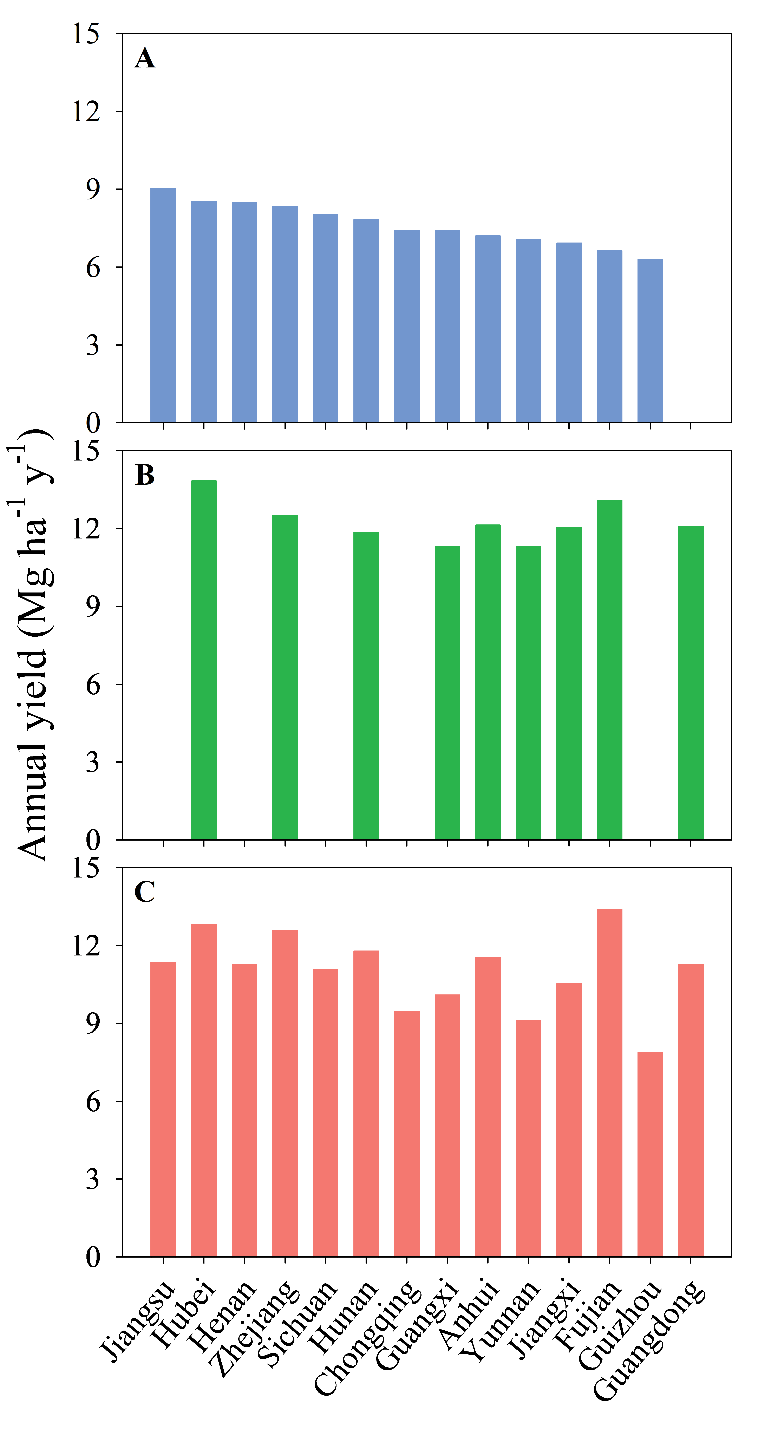 Annual yield (Mg ha⁻¹ y⁻¹)
A
15
12
9
6
3
0
B
15
12
9
6
3
0
C
15
12
9
6
3
0
Jiangsu
Hubei
Henan
Zhejiang
Sichuan
Hunan
Chongqing
Guangxi
Anhui
Yunnan
Jiangxi
Fujian
Guizhou
Guangdong